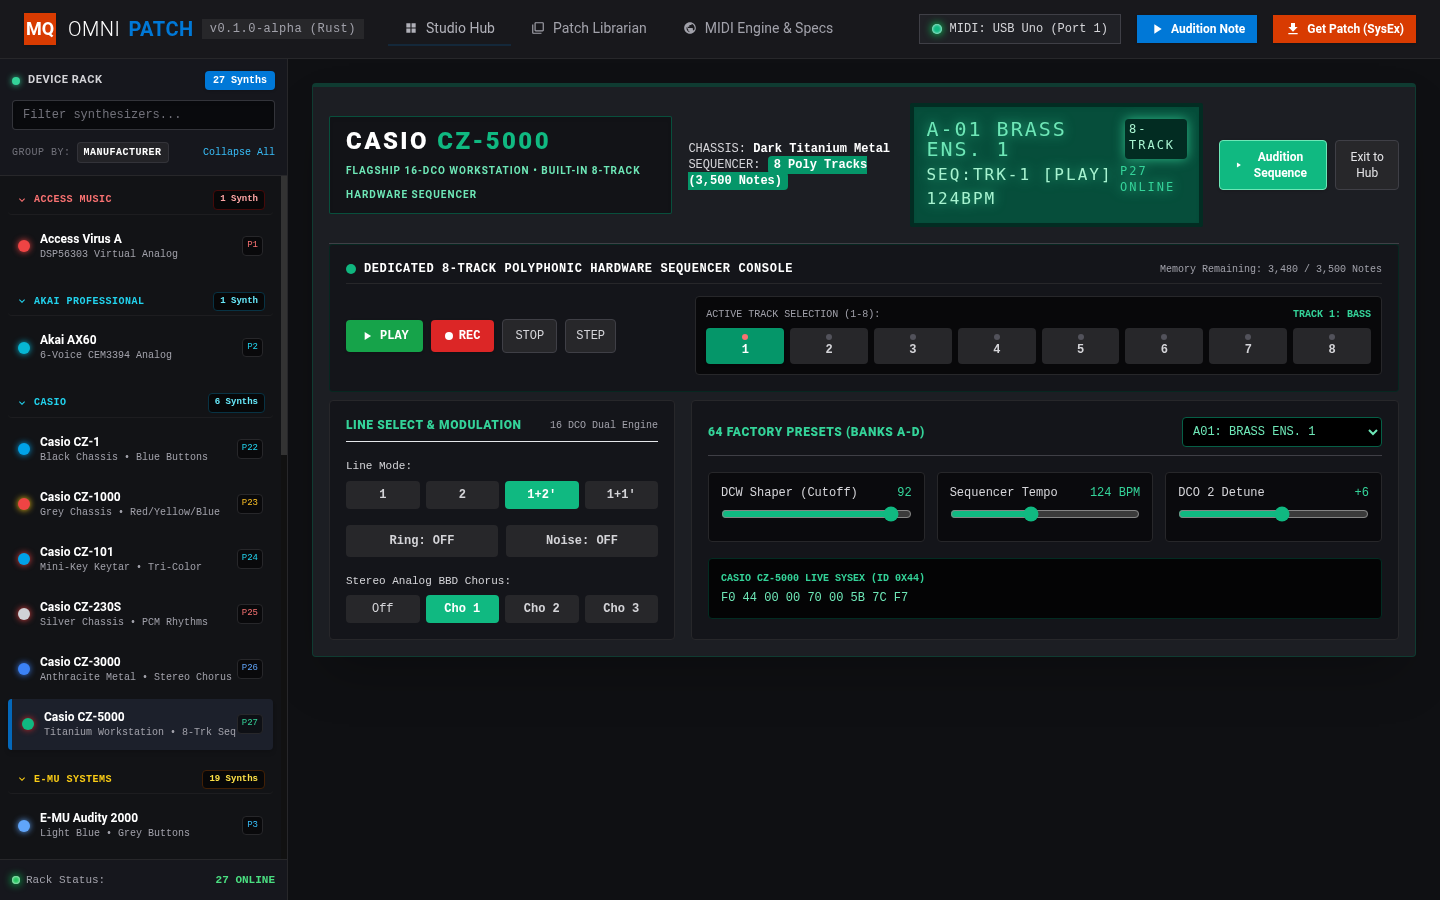 MQ OMNI PATCH v0.1.0-alpha (Rust)
Studio Hub
Patch Librarian
MIDI Engine & Specs
MIDI: USB Uno (Port 1)
Audition Note
Get Patch (SysEx)
DEVICE RACK
27 Synths
Filter synthesizers...
GROUP BY: MANUFACTURER
Collapse All
ACCESS MUSIC
1 Synth
Access Virus A
DSP56303 Virtual Analog
P1
AKAI PROFESSIONAL
1 Synth
Akai AX60
6-Voice CEM3394 Analog
P2
CASIO
6 Synths
Casio CZ-1
Black Chassis • Blue Buttons
P22
Casio CZ-1000
Grey Chassis • Red/Yellow/Blue
P23
Casio CZ-101
Mini-Key Keytar • Tri-Color
P24
Casio CZ-230S
Silver Chassis • PCM Rhythms
P25
Casio CZ-3000
Anthracite Metal • Stereo Chorus
P26
Casio CZ-5000
Titanium Workstation • 8-Trk Seq
P27
E-MU SYSTEMS
19 Synths
E-MU Audity 2000
Light Blue • Grey Buttons
P3
Rack Status:
27 ONLINE
CASIO CZ-5000
FLAGSHIP 16-DCO WORKSTATION • BUILT-IN 8-TRACK
HARDWARE SEQUENCER
CHASSIS: Dark Titanium Metal
SEQUENCER: 8 Poly Tracks
(3,500 Notes)
A-01 BRASS
ENS. 1
SEQ:TRK-1 [PLAY]
124BPM
8-
TRACK
P27
ONLINE
Audition
Sequence
Exit to
Hub
DEDICATED 8-TRACK POLYPHONIC HARDWARE SEQUENCER CONSOLE
Memory Remaining: 3,480 / 3,500 Notes
PLAY
REC
STOP
STEP
ACTIVE TRACK SELECTION (1-8):
TRACK 1: BASS
1
2
3
4
5
6
7
8
LINE SELECT & MODULATION
16 DCO Dual Engine
Line Mode:
1
2
1+2'
1+1'
Ring: OFF
Noise: OFF
Stereo Analog BBD Chorus:
Off
Cho 1
Cho 2
Cho 3
64 FACTORY PRESETS (BANKS A-D)
A01: BRASS ENS. 1
DCW Shaper (Cutoff)
92
Sequencer Tempo
124 BPM
DCO 2 Detune
+6
CASIO CZ-5000 LIVE SYSEX (ID 0X44)
F0 44 00 00 70 00 5B 7C F7